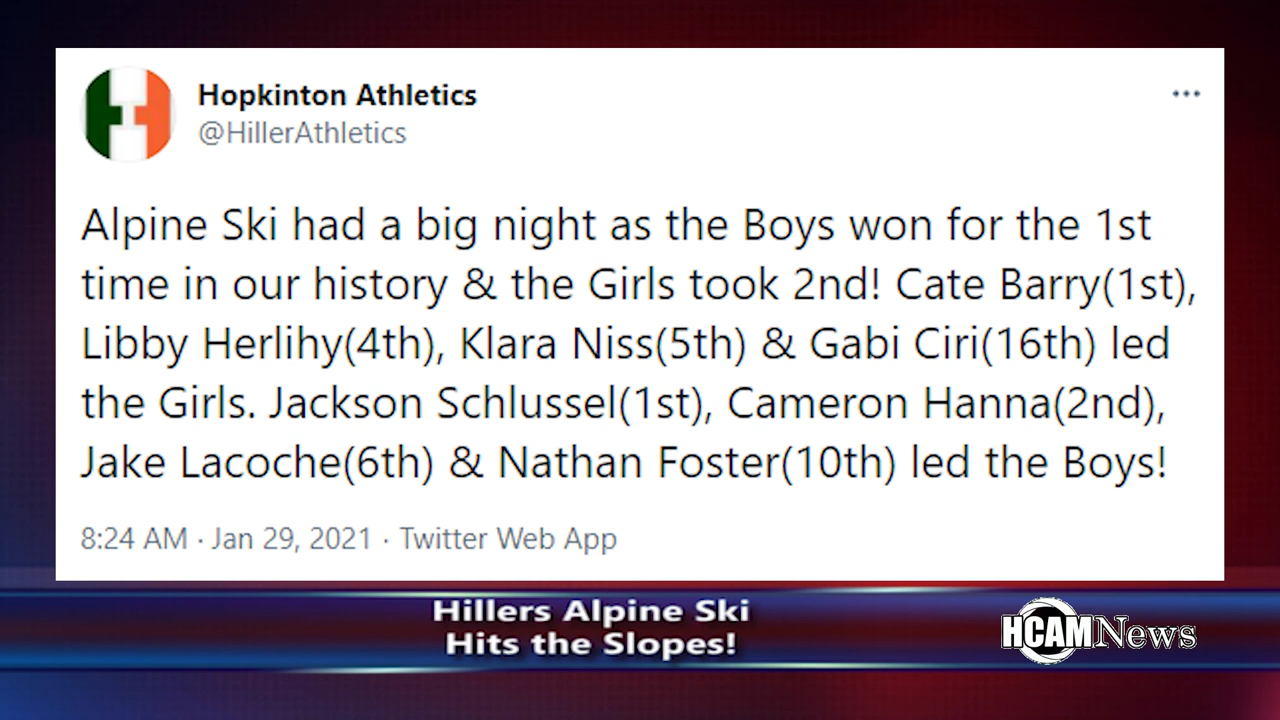 Hopkinton Athletics
@HillerAthletics
Alpine Ski had a big night as the Boys won for the 1st
time in our history & the Girls took 2nd! Cate Barry(1st),
Libby Herlihy(4th), Klara Niss(5th) & Gabi Ciri(16th) led
the Girls. Jackson Schlussel(1st), Cameron Hanna(2nd),
Jake Lacoche(6th) & Nathan Foster(10th) led the Boys!
8:24 AM · Jan 29, 2021 · Twitter Web App
Hillers Alpine Ski
Hits the Slopes!
HCAM News